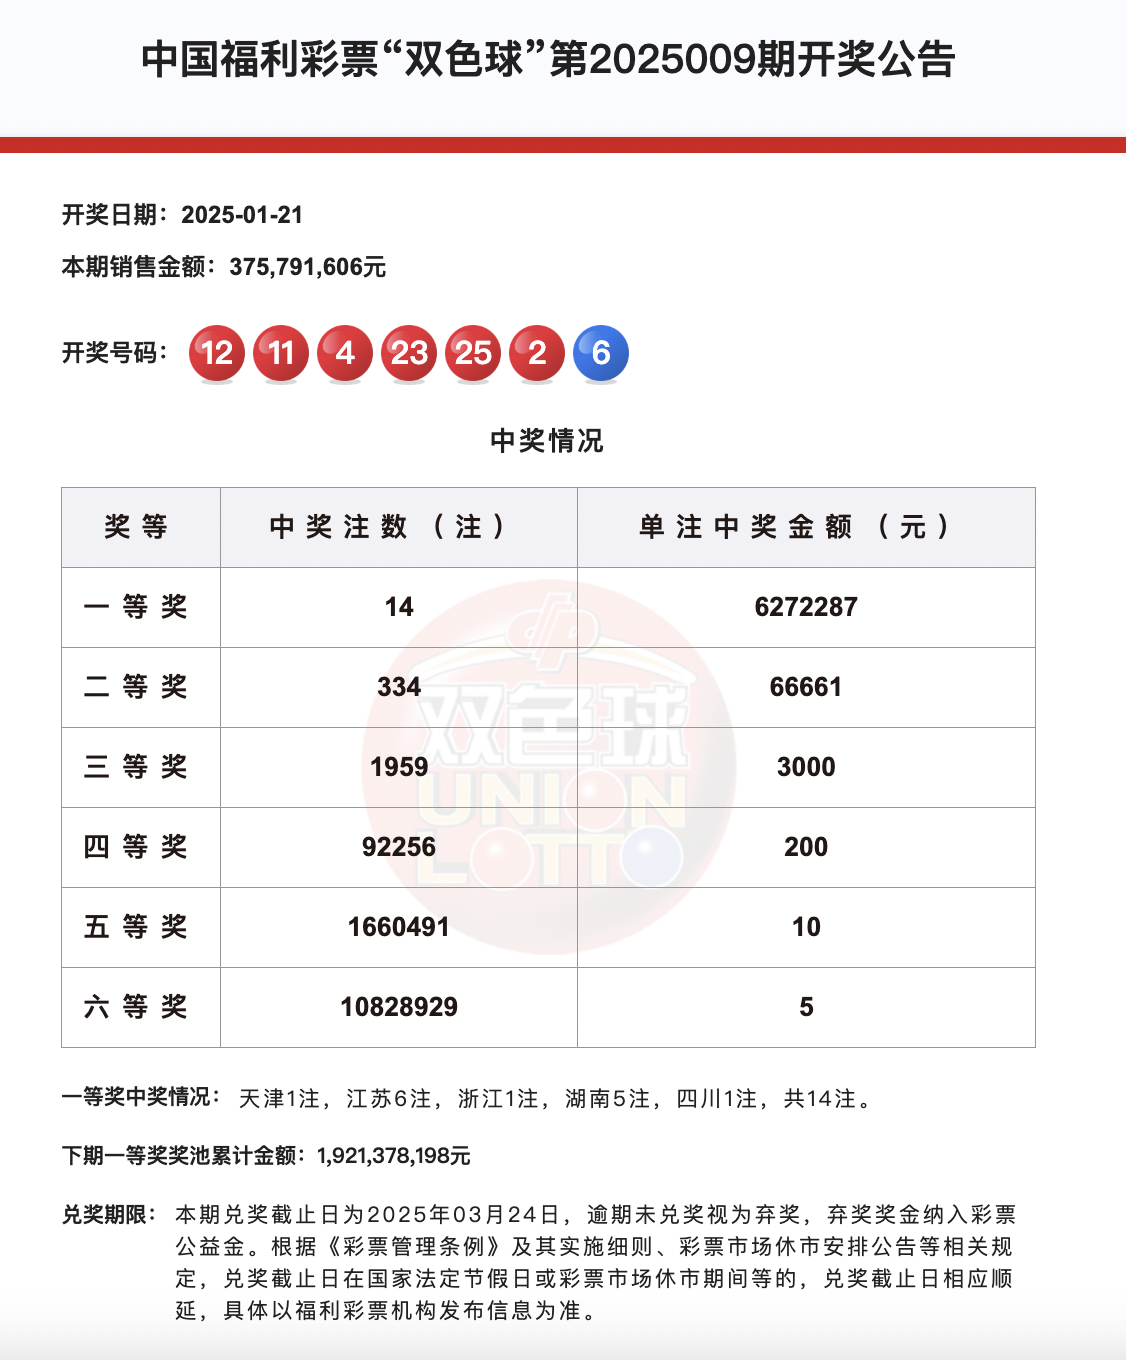 中国福利彩票“双色球”第2025009期开奖公告
开奖日期：2025-01-21
本期销售金额：375,791,606元
开奖号码：12 11 4 23 25 2 6
中奖情况
奖等 中奖注数（注） 单注中奖金额（元）
一等奖 14 6272287
二等奖 334 66661
三等奖 1959 3000
四等奖 92256 200
五等奖 1660491 10
六等奖 10828929 5
双色球
UNION
LOTTO
一等奖中奖情况： 天津1注，江苏6注，浙江1注，湖南5注，四川1注，共14注。
下期一等奖奖池累计金额：1,921,378,198元
兑奖期限： 本期兑奖截止日为2025年03月24日，逾期未兑奖视为弃奖，弃奖奖金纳入彩票
公益金。根据《彩票管理条例》及其实施细则、彩票市场休市安排公告等相关规
定，兑奖截止日在国家法定节假日或彩票市场休市期间等的，兑奖截止日相应顺
延，具体以福利彩票机构发布信息为准。